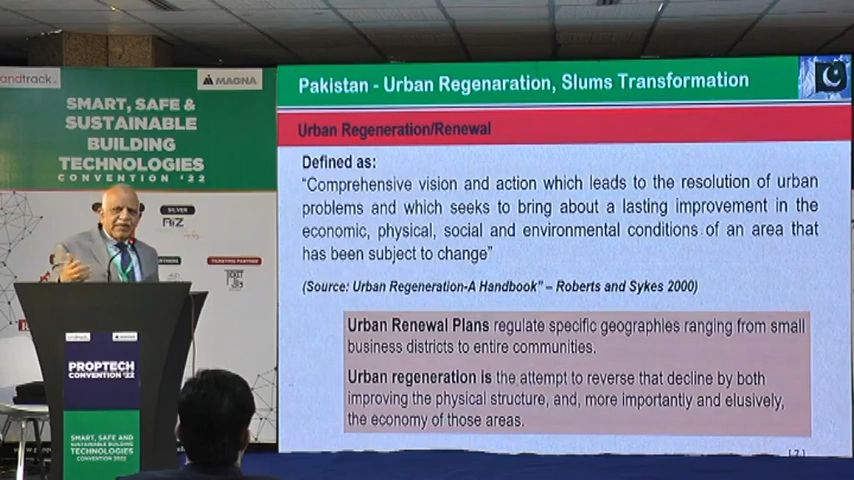 andtrack.
MAGNA
SMART, SAFE &
SUSTAINABLE
BUILDING
TECHNOLOGIES
CONVENTION '22
SILVER
RiZ
TICKETING PARTNER
TICKET
PROPTECH
CONVENTION '22
SMART, SAFE AND
SUSTAINABLE BUILDING
TECHNOLOGIES
CONVENTION 2022
Pakistan - Urban Regenaration, Slums Transformation
Urban Regeneration/Renewal
Defined as:
“Comprehensive vision and action which leads to the resolution of urban
problems and which seeks to bring about a lasting improvement in the
economic, physical, social and environmental conditions of an area that
has been subject to change”
(Source: Urban Regeneration-A Handbook” – Roberts and Sykes 2000)
Urban Renewal Plans regulate specific geographies ranging from small
business districts to entire communities.
Urban regeneration is the attempt to reverse that decline by both
improving the physical structure, and, more importantly and elusively,
the economy of those areas.
[ 7 ]